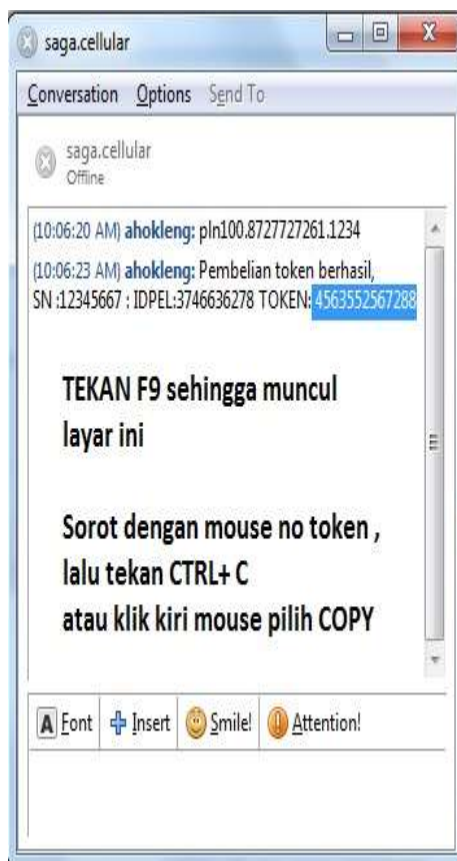 saga.cellular
Conversation Options Send To
saga.cellular
Offline
(10:06:20 AM) ahokleng: pln100.8727727261.1234
(10:06:23 AM) ahokleng: Pembelian token berhasil,
SN :12345667 : IDPEL:3746636278 TOKEN: 4563552567288
TEKAN F9 sehingga muncul
layar ini
Sorot dengan mouse no token ,
lalu tekan CTRL+ C
atau klik kiri mouse pilih COPY
A Font Insert Smile! Attention!